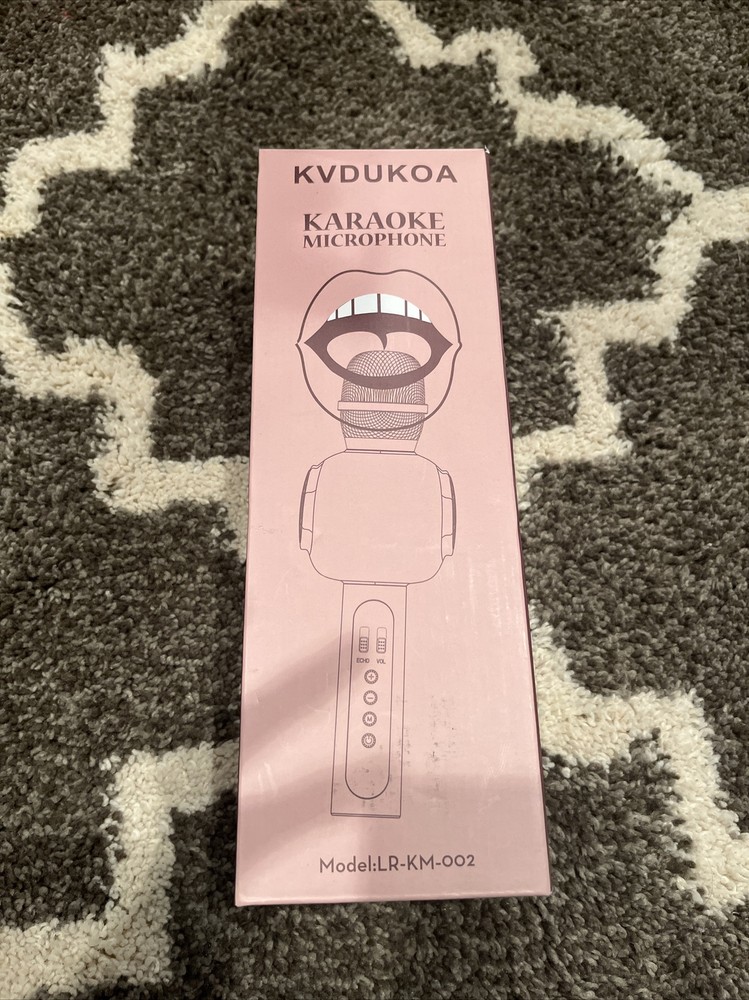 KVDUKOA
KARAOKE
MICROPHONE
ECHO VOL
M
Model:LR-KM-002